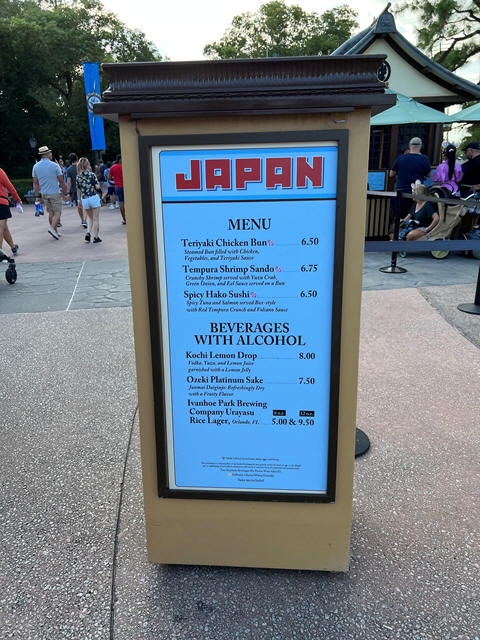 JAPAN
MENU
Teriyaki Chicken Bun 6.50
Steamed Bun filled with Chicken,
Vegetables, and Teriyaki Sauce
Tempura Shrimp Sando 6.75
Crunchy Shrimp served with Yuzu Crab,
Green Onion, and Eel Sauce served on a Bun
Spicy Hako Sushi 6.50
Spicy Tuna and Salmon served Box-style
with Red Tempura Crunch and Volcano Sauce
BEVERAGES
WITH ALCOHOL
Kochi Lemon Drop 8.00
Vodka, Yuzu, and Lemon Juice
garnished with a Lemon Jelly
Ozeki Platinum Sake 7.50
Junmai Daiginjo: Refreshingly Dry
with a Fruity Flavor
Ivanhoe Park Brewing
Company Urayasu 6 oz. 12 oz.
Rice Lager, Orlando, FL 5.00 & 9.50